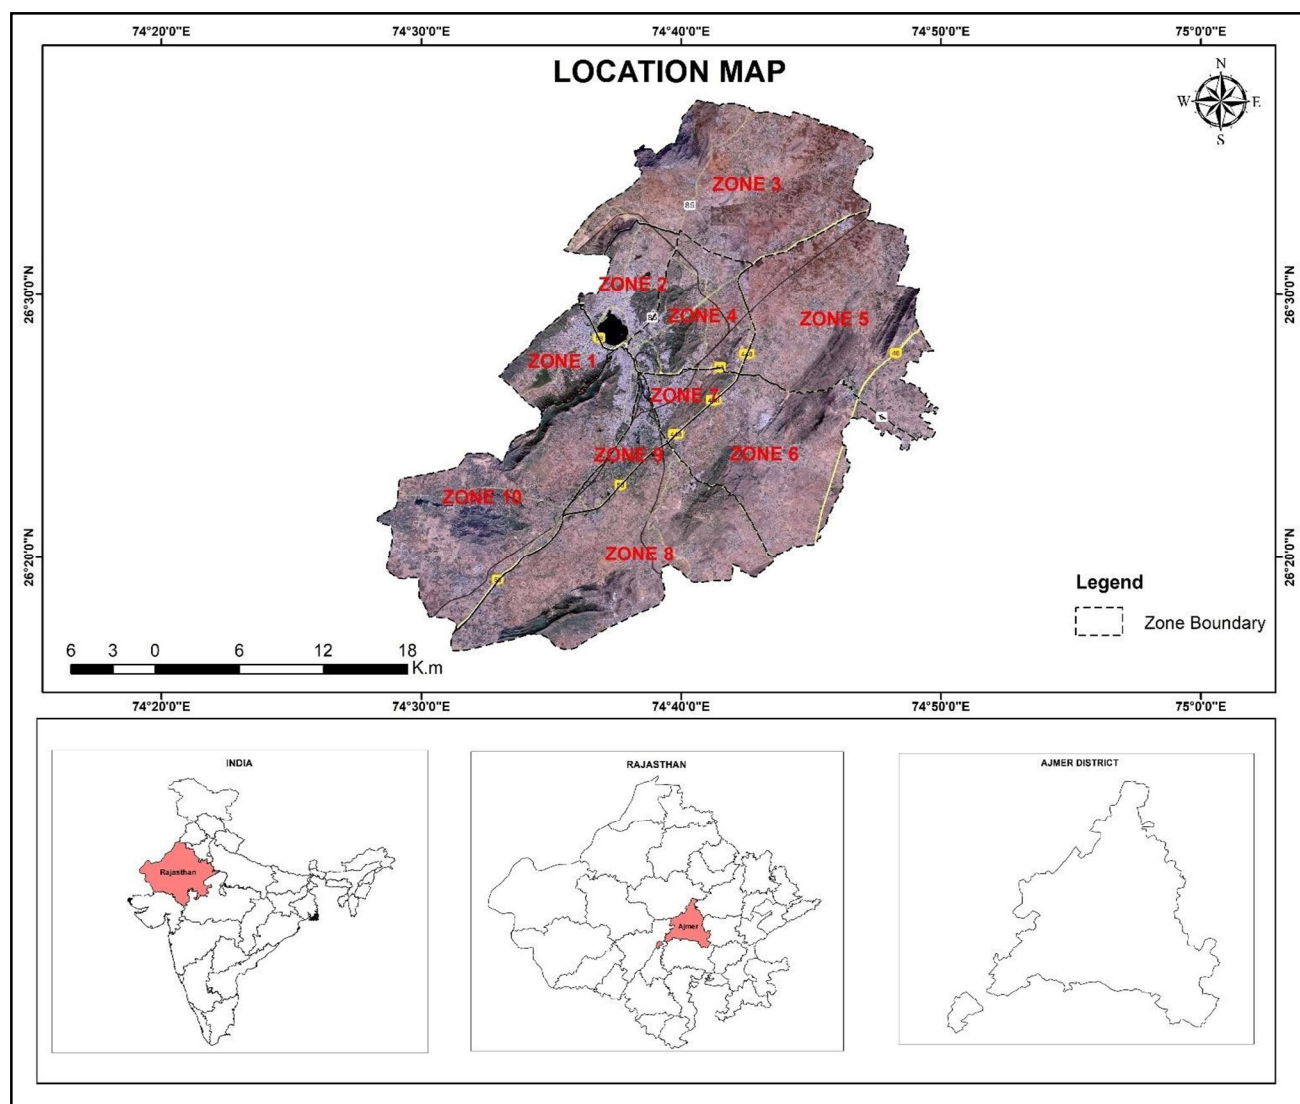 74°20'0"E 74°30'0"E 74°40'0"E 74°50'0"E 75°0'0"E
LOCATION MAP
N
W E
S
ZONE 3
85
26°30'0"N 26°30'0"N
ZONE 2
ZONE 4
ZONE 5
ZONE 1
448
48
ZONE 7
ZONE 9
ZONE 6
ZONE 10
ZONE 8
26°20'0"N 26°20'0"N
Legend
Zone Boundary
6 3 0 6 12 18
K.m
74°20'0"E 74°30'0"E 74°40'0"E 74°50'0"E 75°0'0"E
INDIA
Rajasthan
RAJASTHAN
Ajmer
AJMER DISTRICT